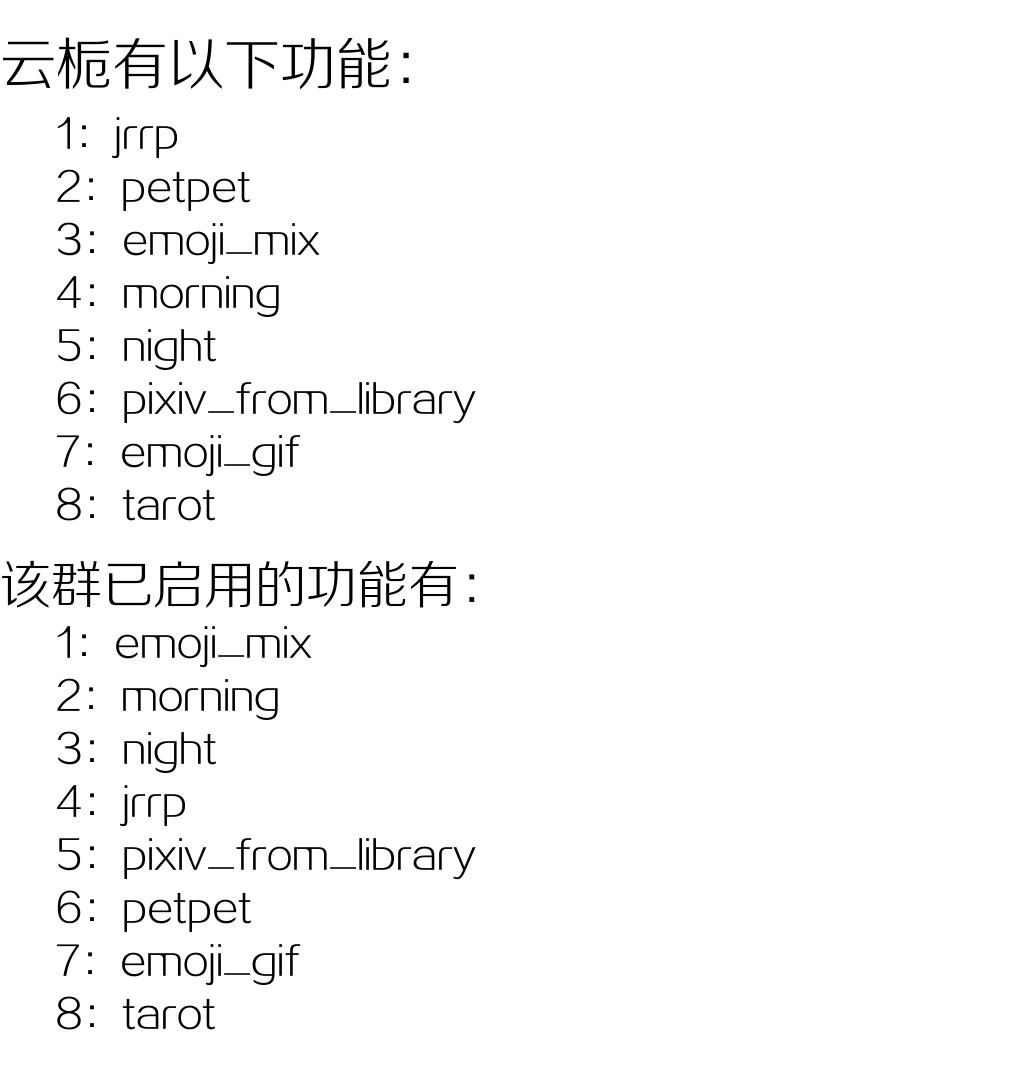 云栀有以下功能：
1：jrrp
2：petpet
3：emoji_mix
4：morning
5：night
6：pixiv_from_library
7：emoji_gif
8：tarot
该群已启用的功能有：
1：emoji_mix
2：morning
3：night
4：jrrp
5：pixiv_from_library
6：petpet
7：emoji_gif
8：tarot